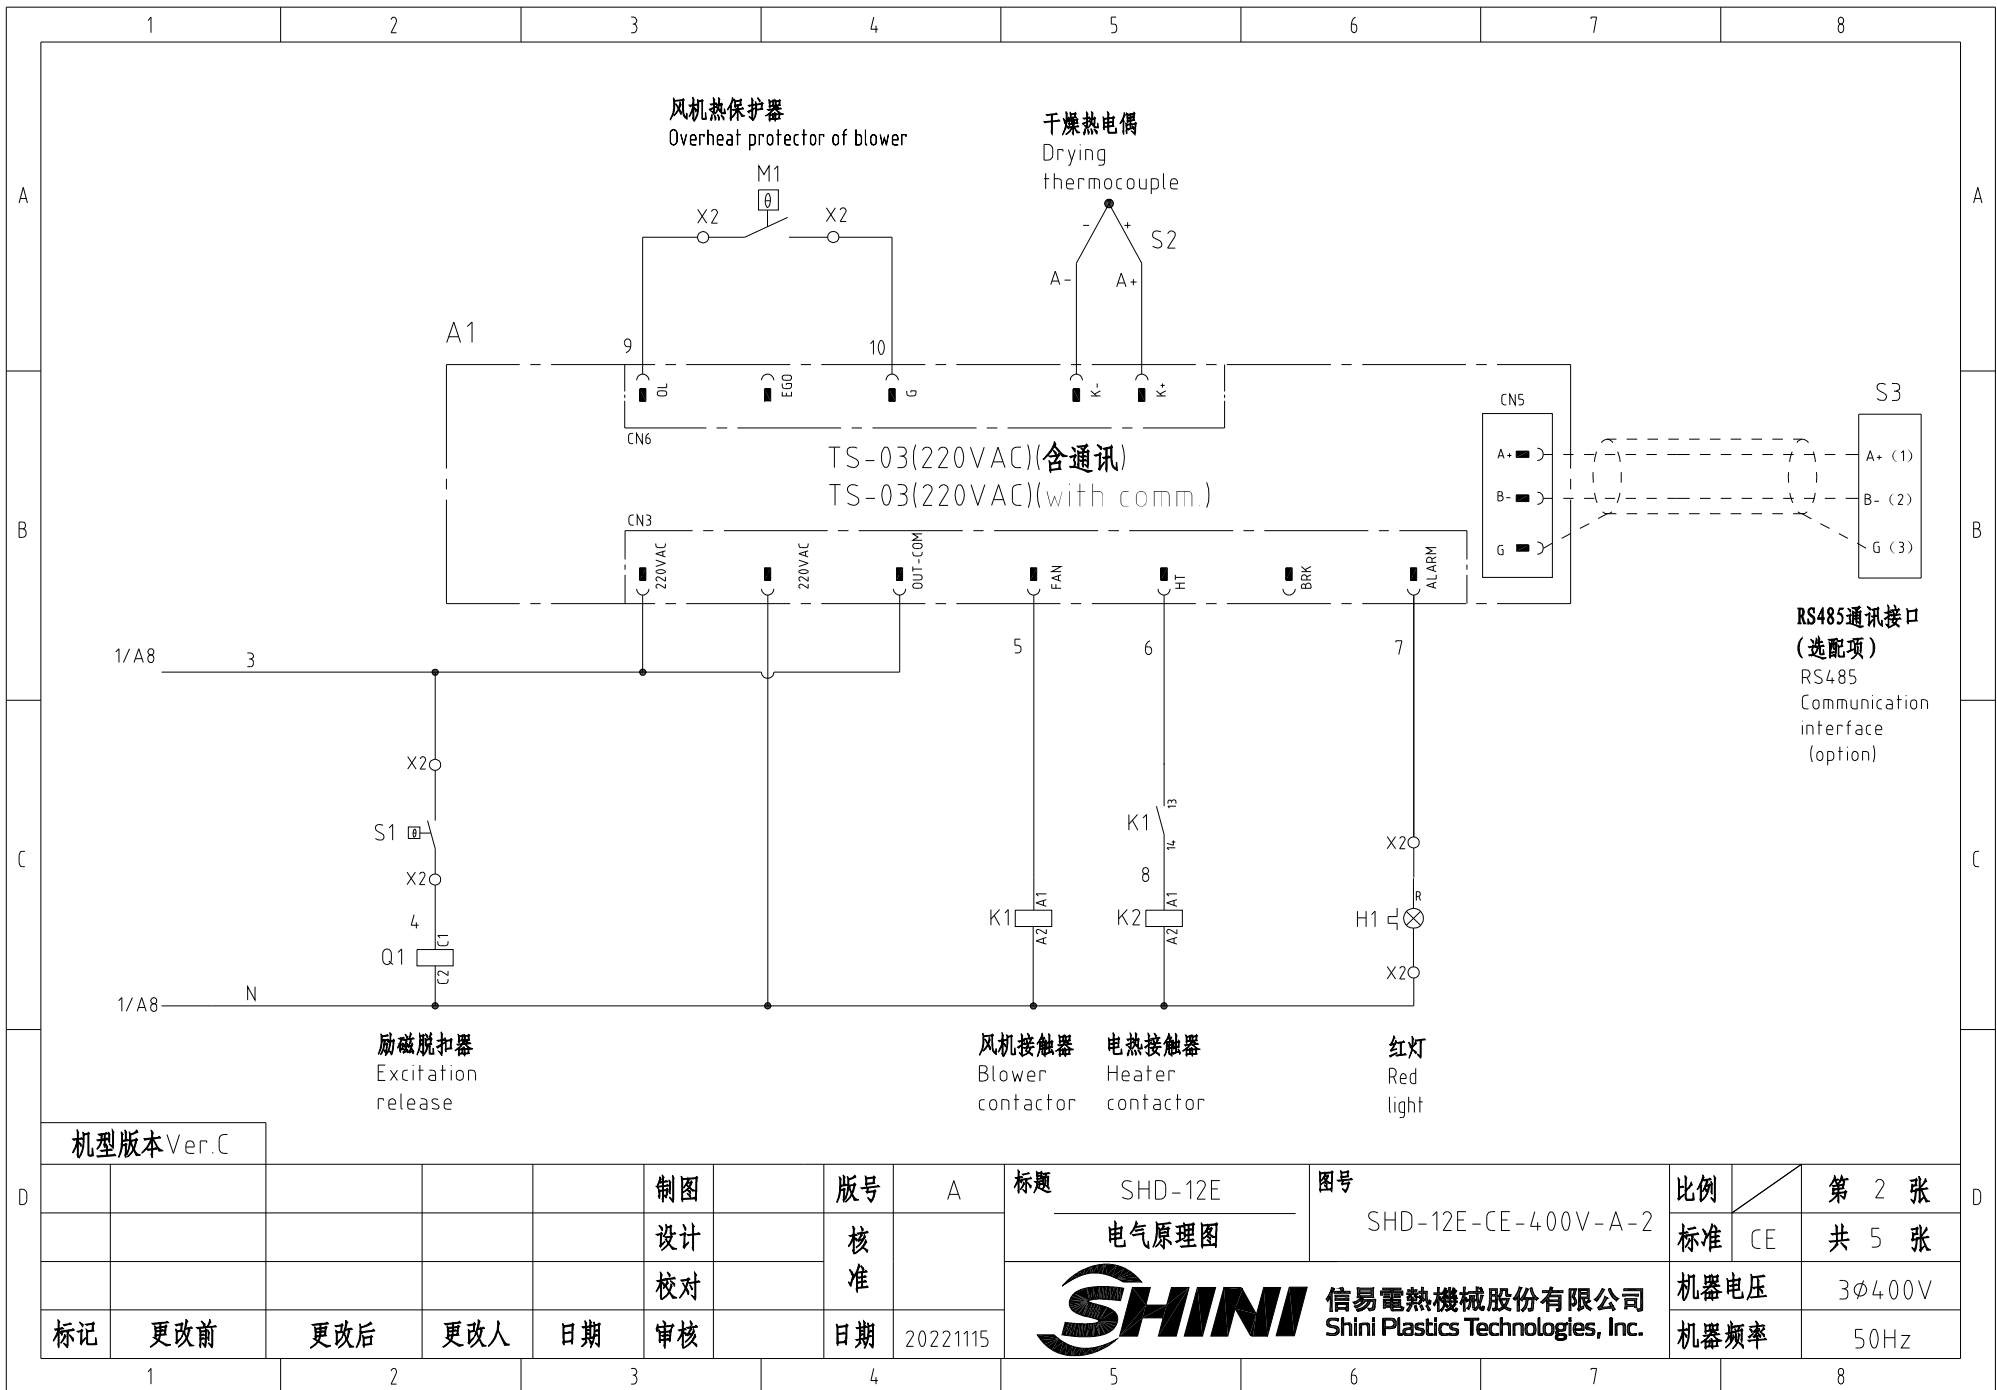 1 2 3 4 5 6 7 8
风机热保护器
Overheat protector of blower
M1
θ
X2 X2
干燥热电偶
Drying
thermocouple
- +
S2
A- A+
A A
A1
9 10
OL EGO G K- K+
CN6
TS-03(220VAC)(含通讯)
TS-03(220VAC)(with comm.)
CN5
A+
B-
G
S3
A+ (1)
B- (2)
G (3)
B B
CN3
220VAC 220VAC OUT-COM FAN HT BRK ALARM
RS485通讯接口
(选配项)
RS485
Communication
interface
(option)
1/A8 3
5 6 7
X2
S1 θ
X2
4
Q1 C1 C2
K1 13 14
8
K1 A1 A2
K2 A1 A2
X2
R
H1
X2
C C
1/A8 N
励磁脱扣器
Excitation
release
风机接触器
Blower
contactor
电热接触器
Heater
contactor
红灯
Red
light
机型版本Ver.C
D D
制图 版号 A
设计 核准
校对
标记 更改前 更改后 更改人 日期 审核 日期 20221115
标题 SHD-12E
电气原理图
图号
SHD-12E-CE-400V-A-2
比例 第 2 张
标准 CE 共 5 张
机器电压 3φ400V
机器频率 50Hz
SHINI
信易電熱機械股份有限公司
Shini Plastics Technologies, Inc.
1 2 3 4 5 6 7 8